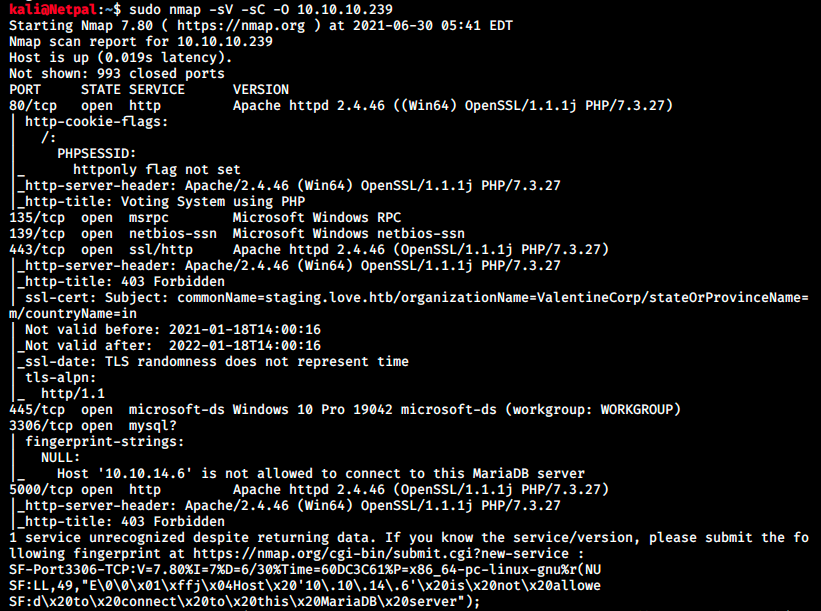 kali@Netpal:~$ sudo nmap -sV -sC -O 10.10.10.239
Starting Nmap 7.80 ( https://nmap.org ) at 2021-06-30 05:41 EDT
Nmap scan report for 10.10.10.239
Host is up (0.019s latency).
Not shown: 993 closed ports
PORT     STATE SERVICE      VERSION
80/tcp   open  http         Apache httpd 2.4.46 ((Win64) OpenSSL/1.1.1j PHP/7.3.27)
| http-cookie-flags:
|   /:
|     PHPSESSID:
|_      httponly flag not set
|_http-server-header: Apache/2.4.46 (Win64) OpenSSL/1.1.1j PHP/7.3.27
|_http-title: Voting System using PHP
135/tcp  open  msrpc        Microsoft Windows RPC
139/tcp  open  netbios-ssn  Microsoft Windows netbios-ssn
443/tcp  open  ssl/http     Apache httpd 2.4.46 (OpenSSL/1.1.1j PHP/7.3.27)
|_http-server-header: Apache/2.4.46 (Win64) OpenSSL/1.1.1j PHP/7.3.27
|_http-title: 403 Forbidden
| ssl-cert: Subject: commonName=staging.love.htb/organizationName=ValentineCorp/stateOrProvinceName=
m/countryName=in
| Not valid before: 2021-01-18T14:00:16
|_Not valid after:  2022-01-18T14:00:16
|_ssl-date: TLS randomness does not represent time
| tls-alpn:
|_  http/1.1
445/tcp  open  microsoft-ds Windows 10 Pro 19042 microsoft-ds (workgroup: WORKGROUP)
3306/tcp open  mysql?
| fingerprint-strings:
|   NULL:
|_    Host '10.10.14.6' is not allowed to connect to this MariaDB server
5000/tcp open  http         Apache httpd 2.4.46 (OpenSSL/1.1.1j PHP/7.3.27)
|_http-server-header: Apache/2.4.46 (Win64) OpenSSL/1.1.1j PHP/7.3.27
|_http-title: 403 Forbidden
1 service unrecognized despite returning data. If you know the service/version, please submit the fo
llowing fingerprint at https://nmap.org/cgi-bin/submit.cgi?new-service :
SF-Port3306-TCP:V=7.80%I=7%D=6/30%Time=60DC3C61%P=x86_64-pc-linux-gnu%r(NU
SF:LL,49,"E\0\0\x01\xffj\x04Host\x20'10\.10\.14\.6'\x20is\x20not\x20allowe
SF:d\x20to\x20connect\x20to\x20this\x20MariaDB\x20server");